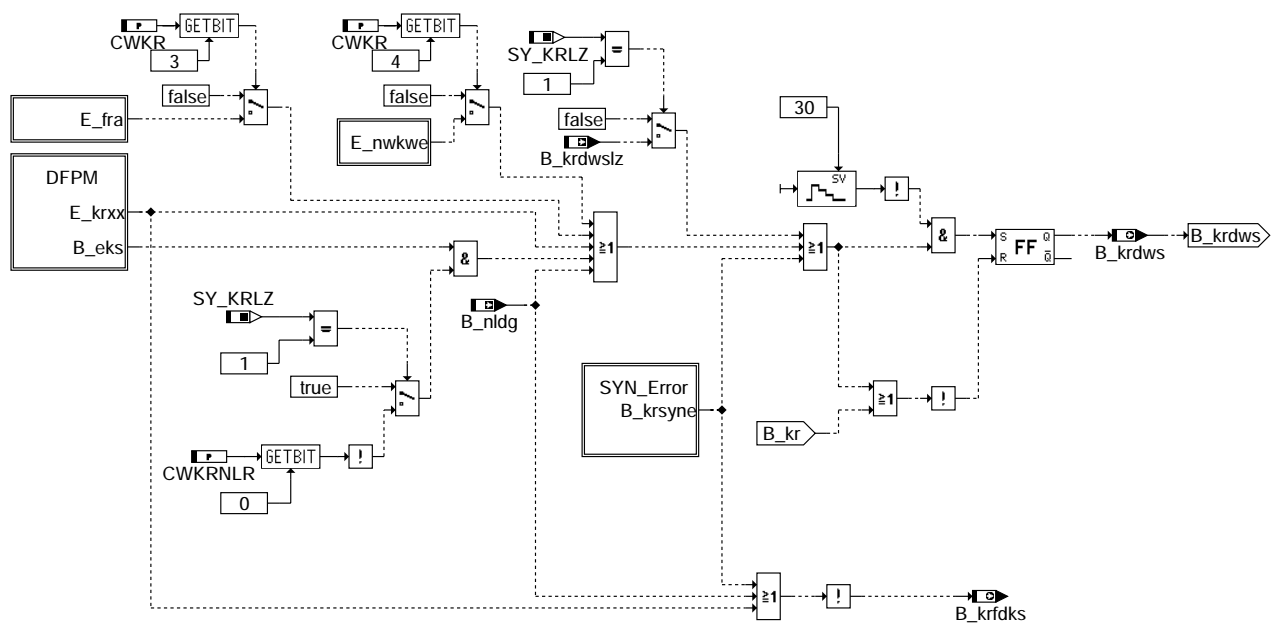 P
GETBIT
CWKR
3
false
E_fra
DFPM
E_krxx
B_eks
P
GETBIT
CWKR
4
false
E_nwkwe
SY_KRLZ
=
1
false
B_krdwslz
30
SV
!
&
≥1
≥1
&
S Q
FF
R Q
B_krdws
B_krdws
SY_KRLZ
=
1
true
P
GETBIT
!
CWKRNLR
0
B_nldg
SYN_Error
B_krsyne
B_kr
≥1
!
≥1
!
B_krfdks